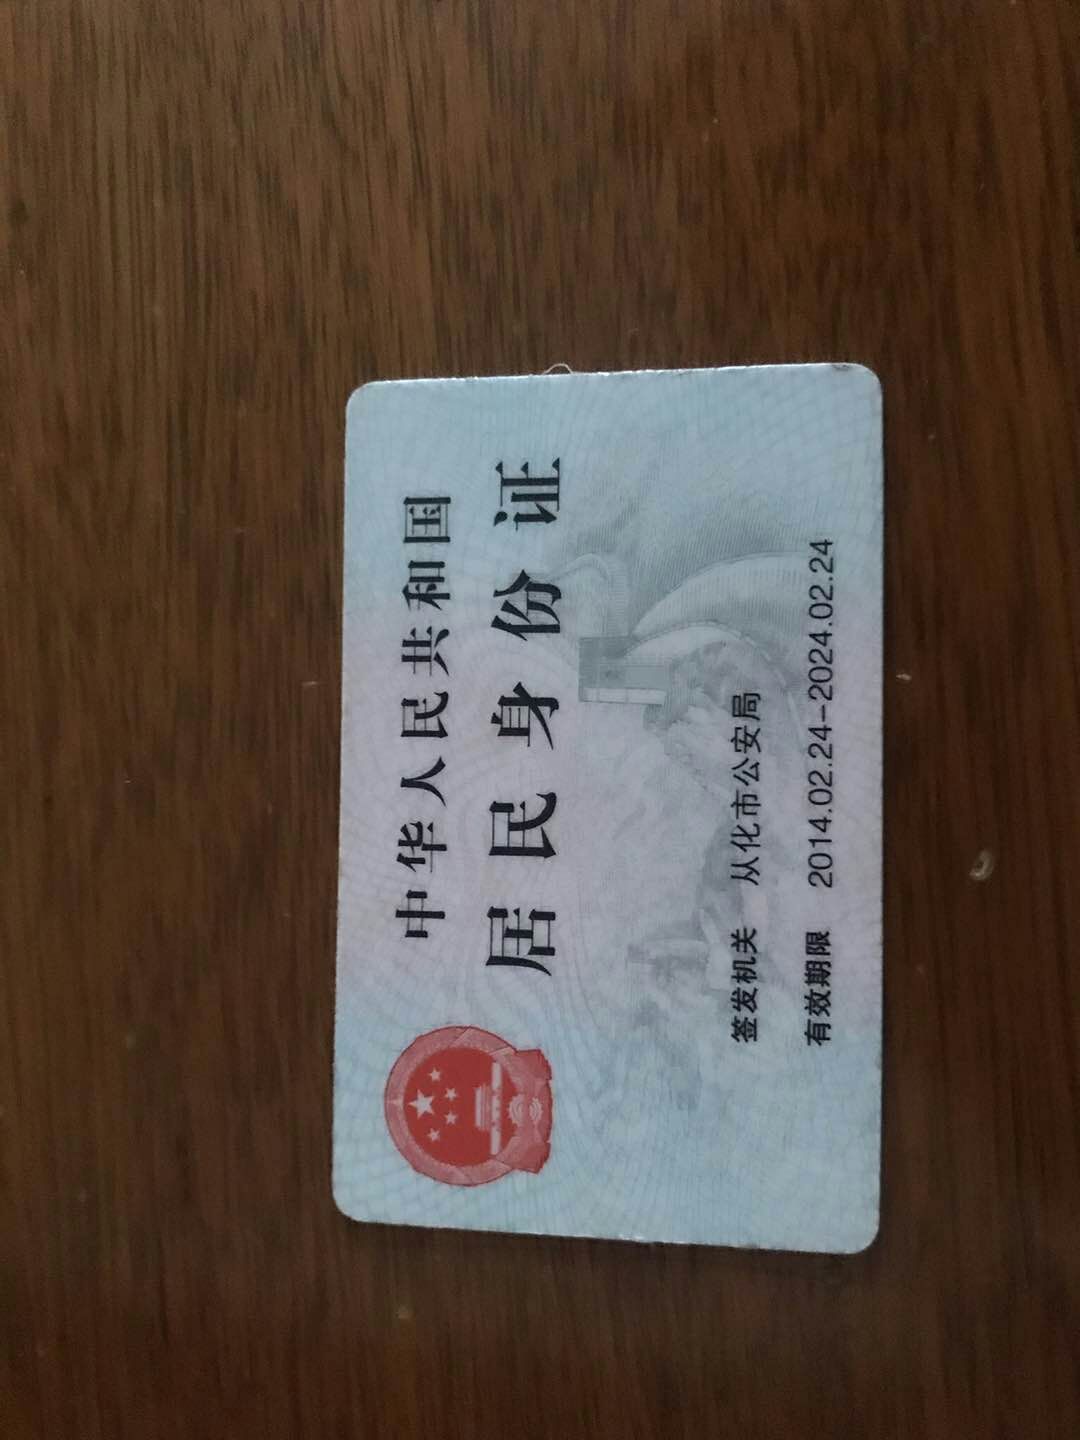 中华人民共和国
居民身份证
签发机关 从化市公安局
有效期限 2014.02.24-2024.02.24